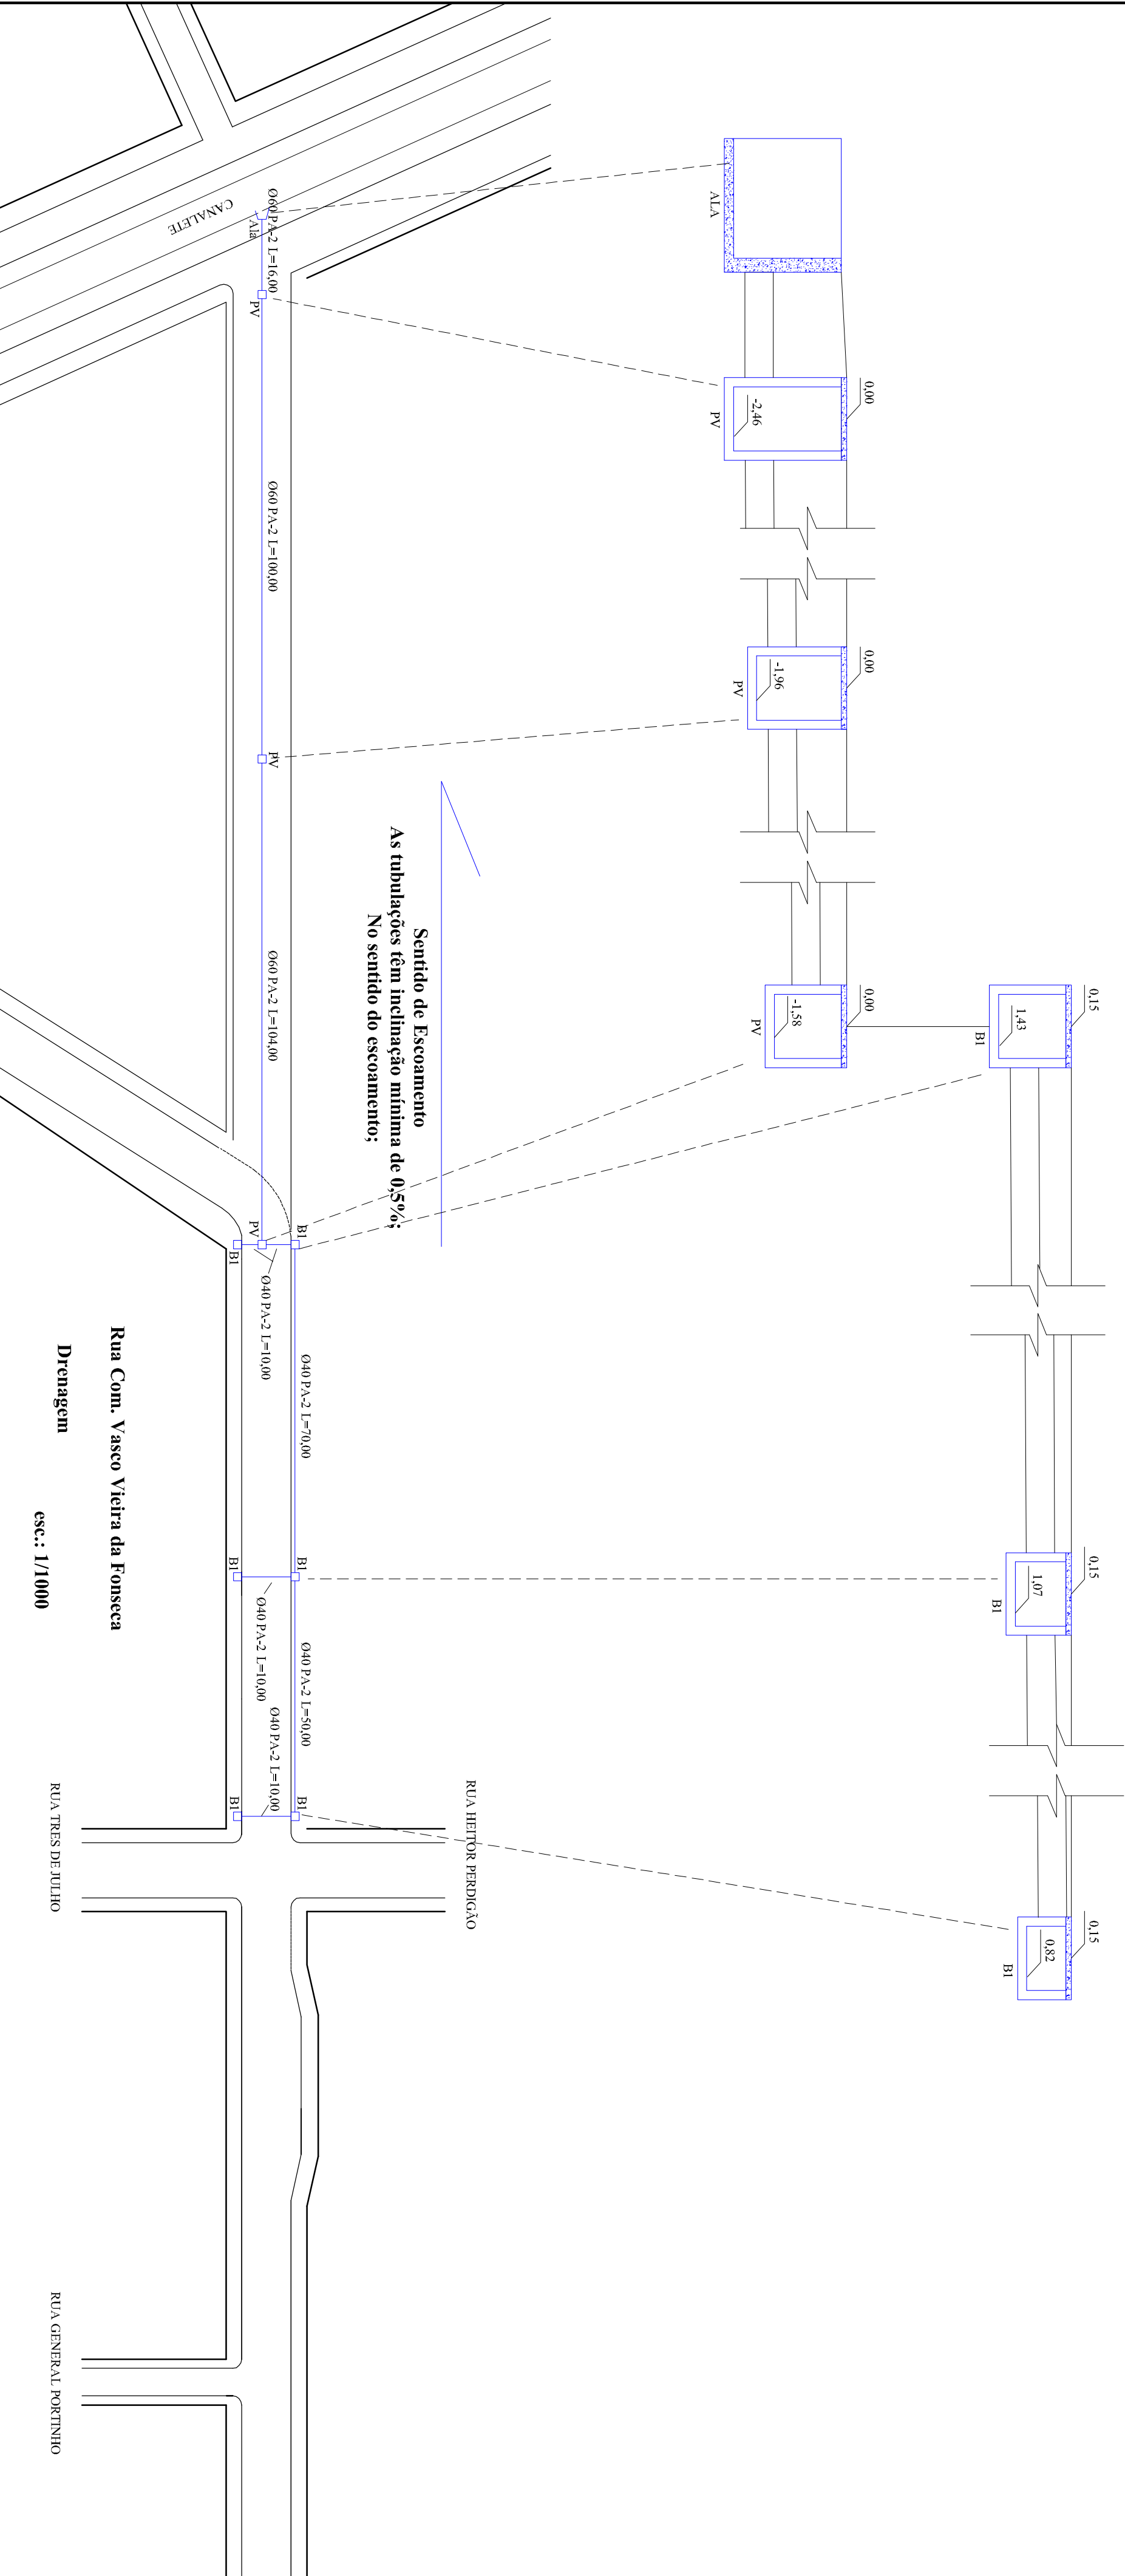 0,15
0,15
0,15
1,43
B1
1,07
B1
0,82
B1
0,00
0,00
0,00
ALA
-2,46
PV
-1,96
PV
-1,58
PV
RUA HEITOR PERDIGÃO
Sentido de Escoamento
As tubulações têm inclinação mínima de 0,5%;
No sentido do escoamento;
Ø60 PA-2 L=16,00
Ø60 PA-2 L=100,00
PV
Ø60 PA-2 L=104,00
B1
Ø40 PA-2 L=70,00
B1
Ø40 PA-2 L=50,00
B1
Ala
PV
PV
Ø40 PA-2 L=10,00
Ø40 PA-2 L=10,00
Ø40 PA-2 L=10,00
CANALETE
B1
B1
B1
Rua Com. Vasco Vieira da Fonseca
Drenagem
esc.: 1/1000
RUA TRES DE JULHO
RUA GENERAL PORTINHO